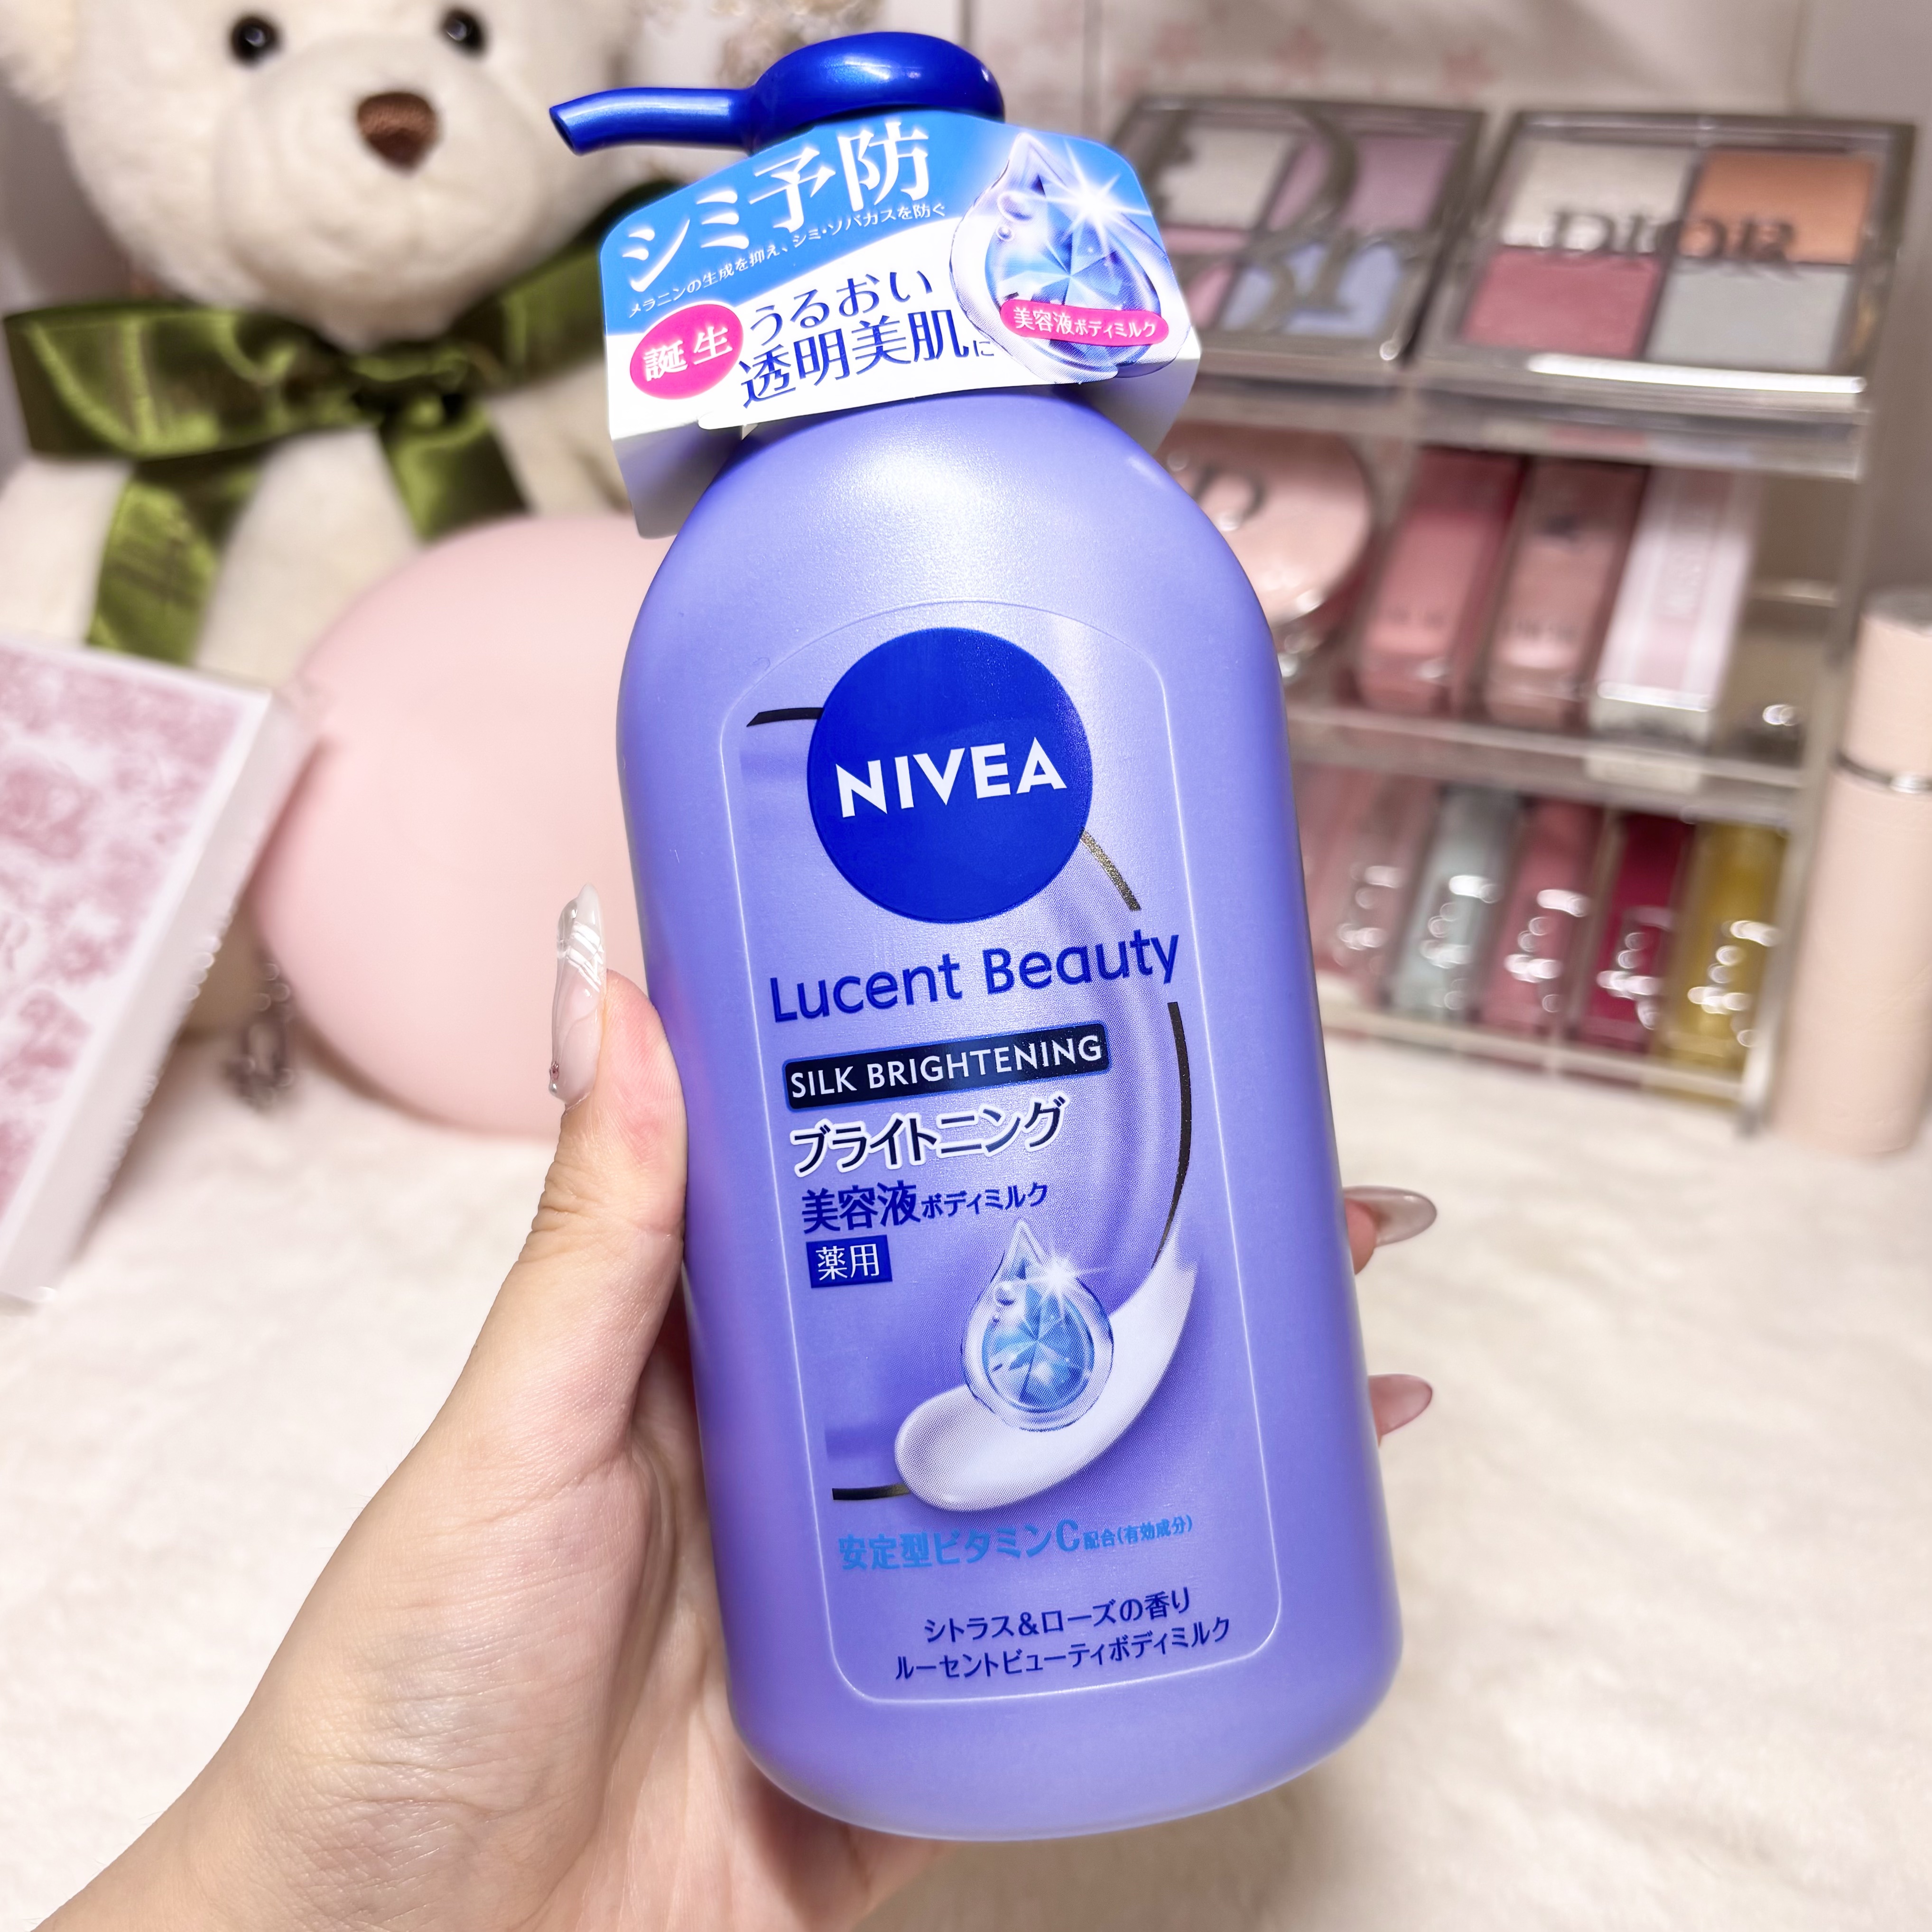 シミ予防
メラニンの生成を抑え、シミ・ソバカスを防ぐ
誕生
うるおい
透明美肌に
美容液ボディミルク
Dior
NIVEA
Lucent Beauty
SILK BRIGHTENING
ブライトニング
美容液ボディミルク
薬用
安定型ビタミンC配合(有効成分)
シトラス&ローズの香り
ルーセントビューティボディミルク